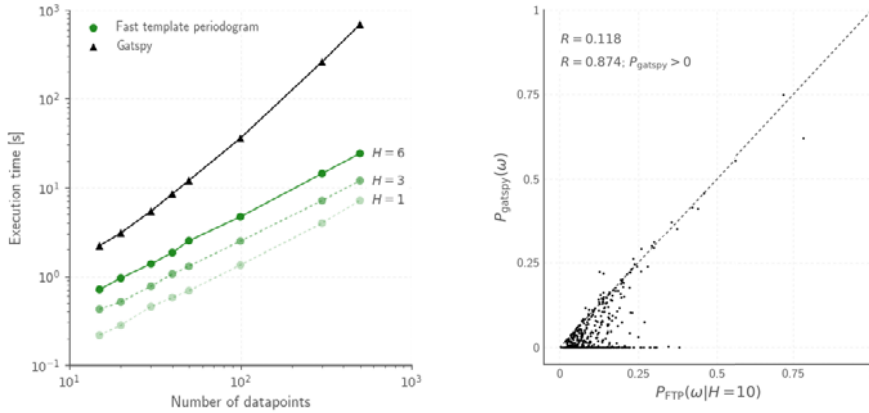 Fast template periodogram
Gatspy
10³
10²
10¹
10⁰
10⁻¹
Execution time [s]
H = 6
H = 3
H = 1
10¹
10²
10³
Number of datapoints
R = 0.118
R = 0.874; P_gatspy > 0
1
0.75
0.5
0.25
0
P_gatspy(ω)
0
0.25
0.5
0.75
P_FTP(ω|H = 10)